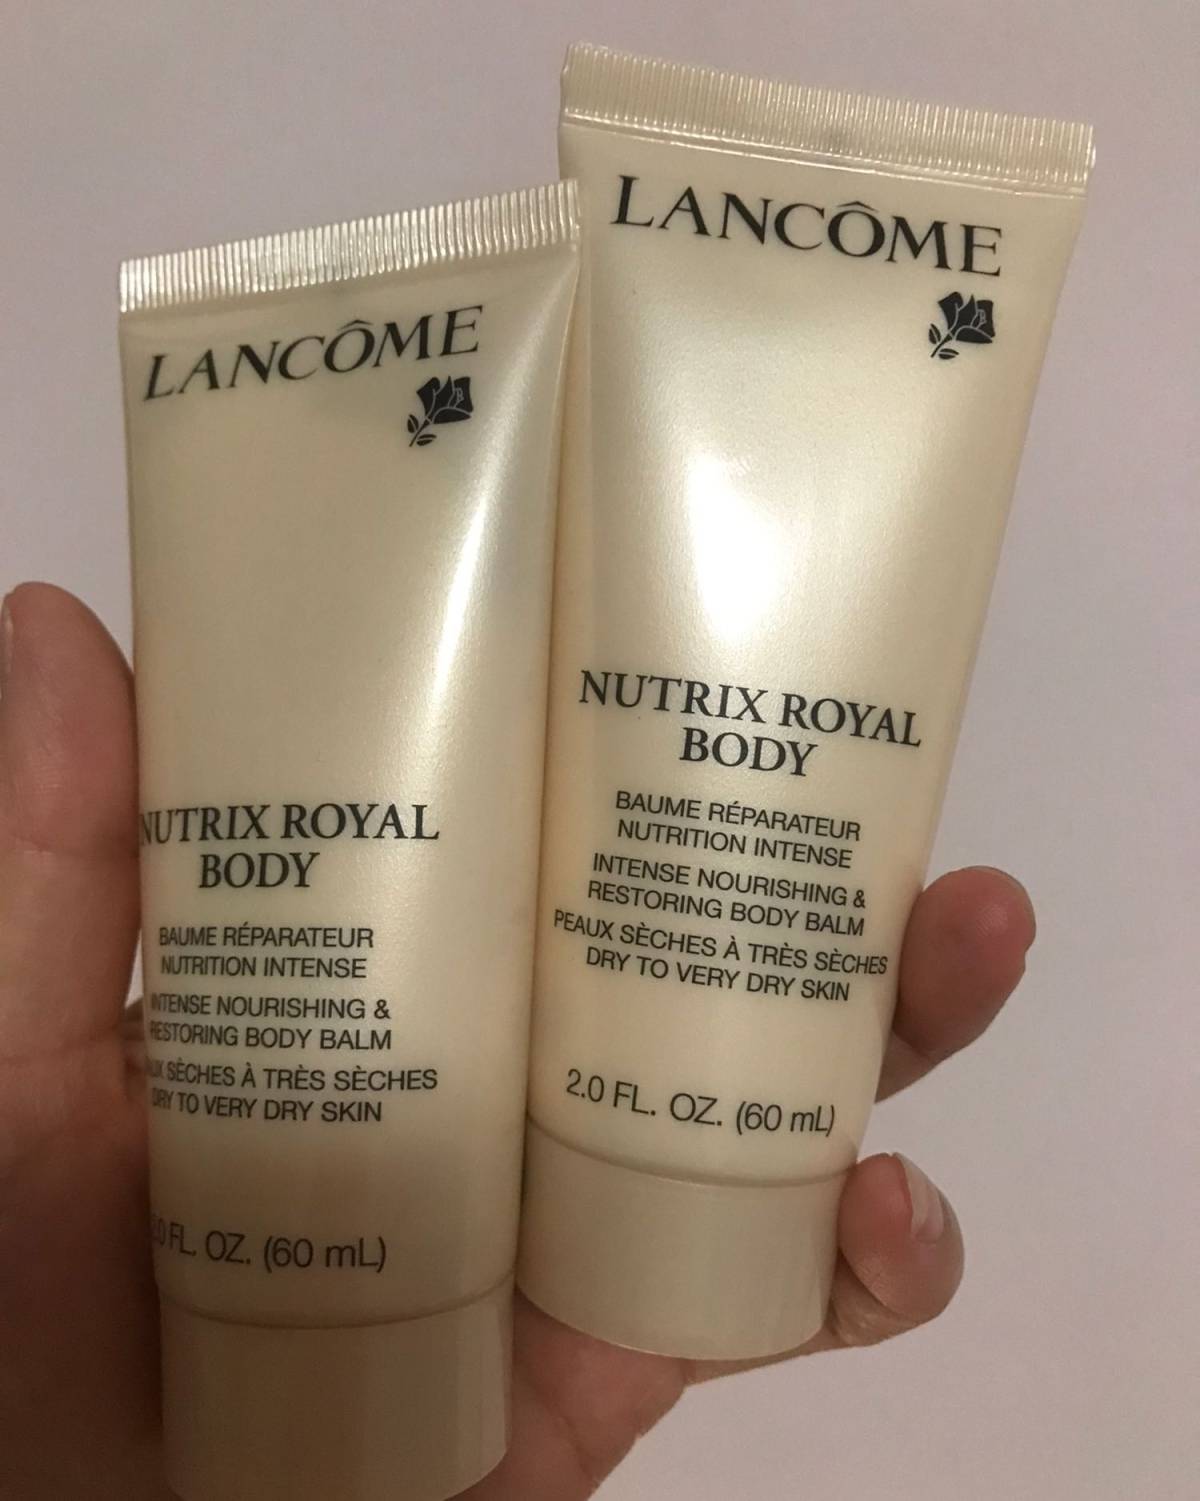 LANCÔME
NUTRIX ROYAL
BODY
BAUME RÉPARATEUR
NUTRITION INTENSE
INTENSE NOURISHING &
RESTORING BODY BALM
SÈCHES À TRÈS SÈCHES
DRY TO VERY DRY SKIN
FL. OZ. (60 mL)
LANCÔME
NUTRIX ROYAL
BODY
BAUME RÉPARATEUR
NUTRITION INTENSE
INTENSE NOURISHING &
RESTORING BODY BALM
PEAUX SÈCHES À TRÈS SÈCHES
DRY TO VERY DRY SKIN
2.0 FL. OZ. (60 mL)